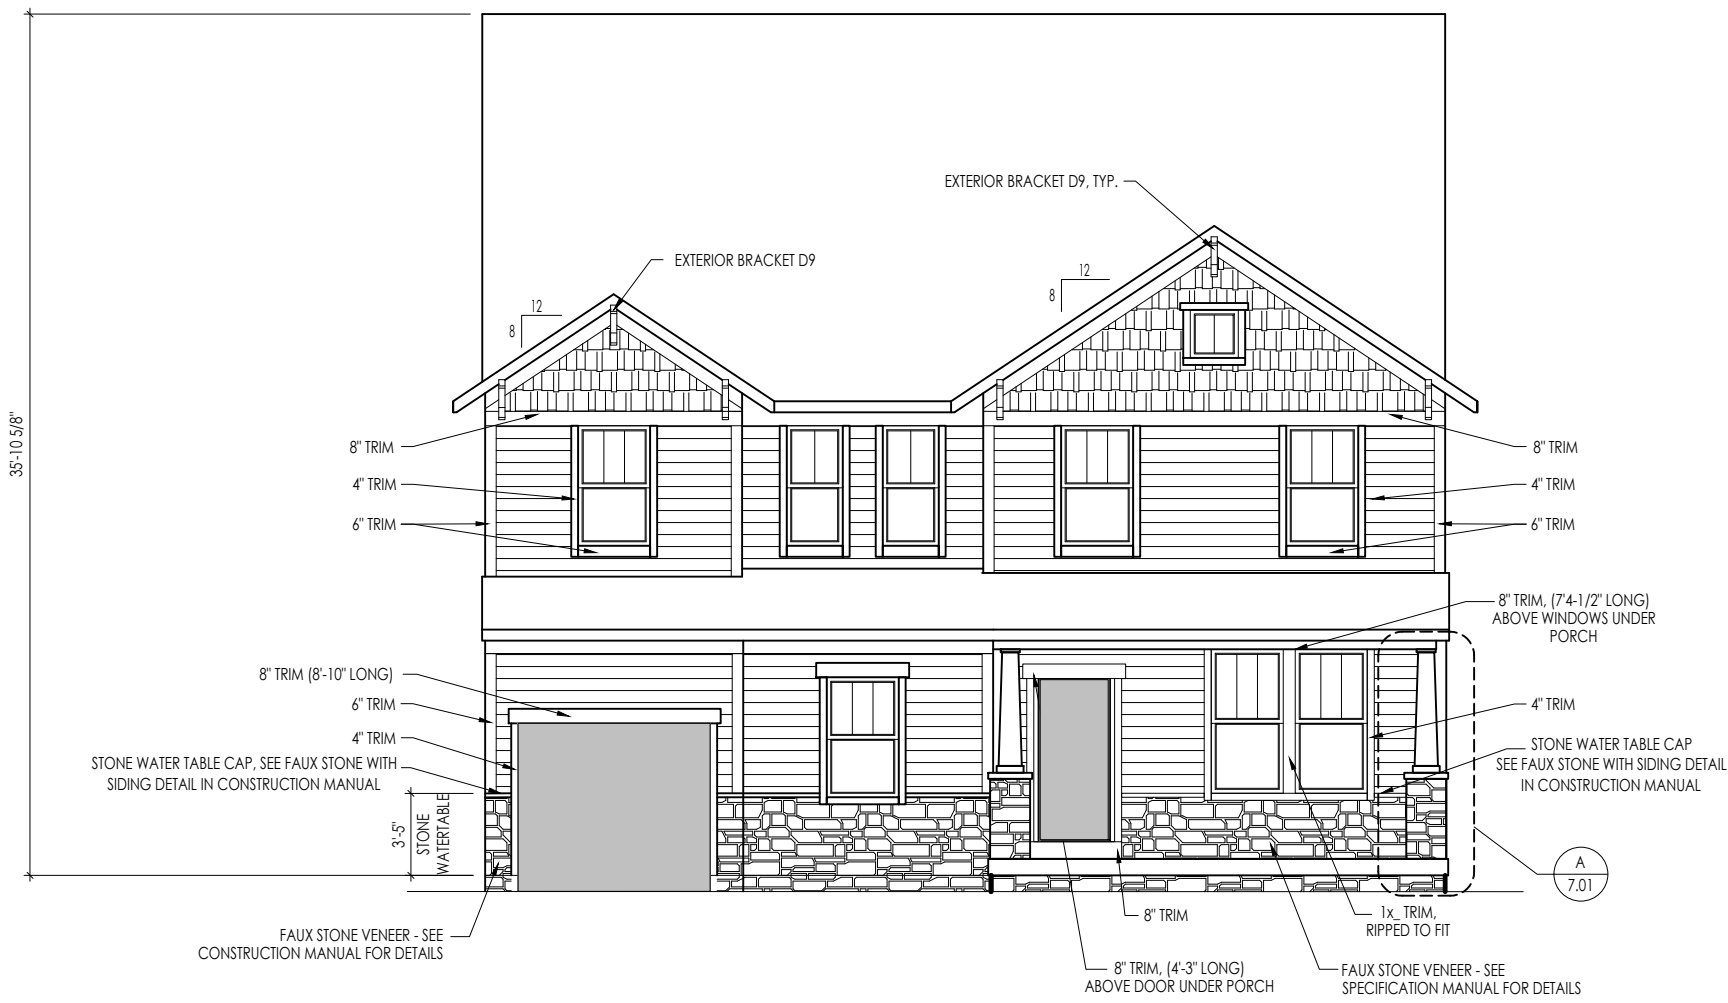 EXTERIOR BRACKET D9, TYP.
EXTERIOR BRACKET D9
12
8
12
8
35'-10 5/8"
8" TRIM
4" TRIM
6" TRIM
8" TRIM
4" TRIM
6" TRIM
8" TRIM, (7'4-1/2" LONG)
ABOVE WINDOWS UNDER
PORCH
8" TRIM (8'-10" LONG)
6" TRIM
4" TRIM
STONE WATER TABLE CAP, SEE FAUX STONE WITH
SIDING DETAIL IN CONSTRUCTION MANUAL
4" TRIM
STONE WATER TABLE CAP
SEE FAUX STONE WITH SIDING DETAIL
IN CONSTRUCTION MANUAL
3'-5"
STONE
WATERTABLE
A
7.01
8" TRIM
1x_ TRIM,
RIPPED TO FIT
FAUX STONE VENEER - SEE
CONSTRUCTION MANUAL FOR DETAILS
8" TRIM, (4'-3" LONG)
ABOVE DOOR UNDER PORCH
FAUX STONE VENEER - SEE
SPECIFICATION MANUAL FOR DETAILS